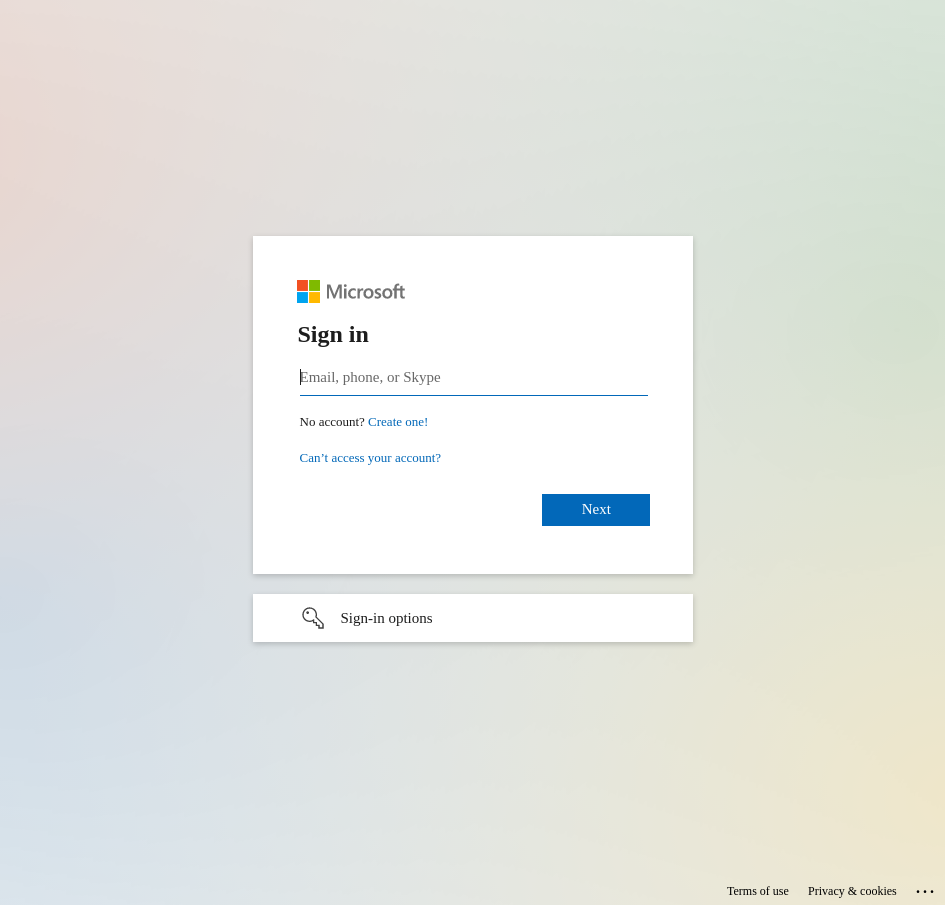 Microsoft
Sign in
Email, phone, or Skype
No account? Create one!
Can’t access your account?
Next
Sign-in options
Terms of use Privacy & cookies ...